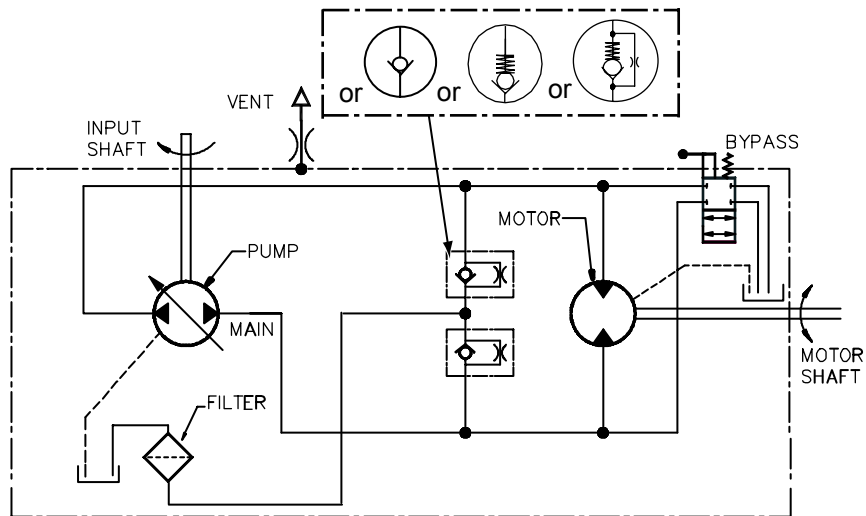 or or or
VENT
INPUT
SHAFT
BYPASS
MOTOR
PUMP
MAIN
MOTOR
SHAFT
FILTER